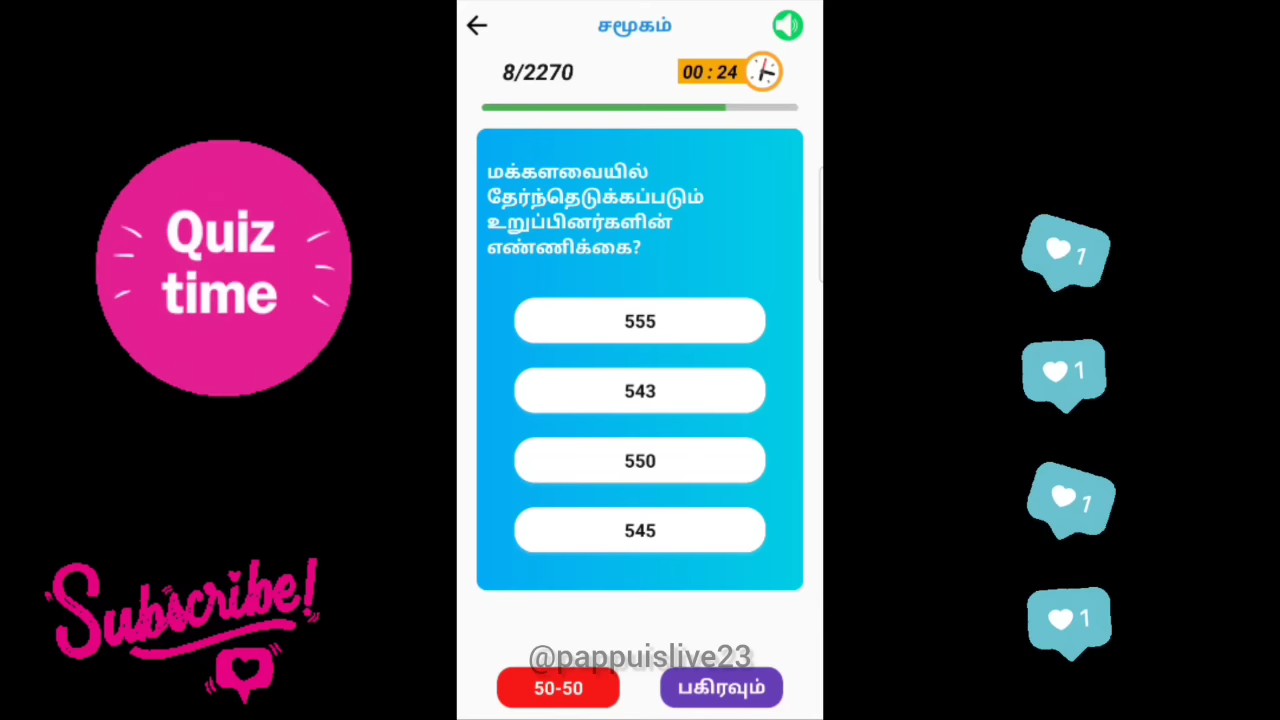 சமூகம்
8/2270
00 : 24
மக்களவையில்
தேர்ந்தெடுக்கப்படும்
உறுப்பினர்களின்
எண்ணிக்கை?
555
543
550
545
@pappuislive23
50-50
பகிரவும்
Quiz
time
Subscribe!
1
1
1
1